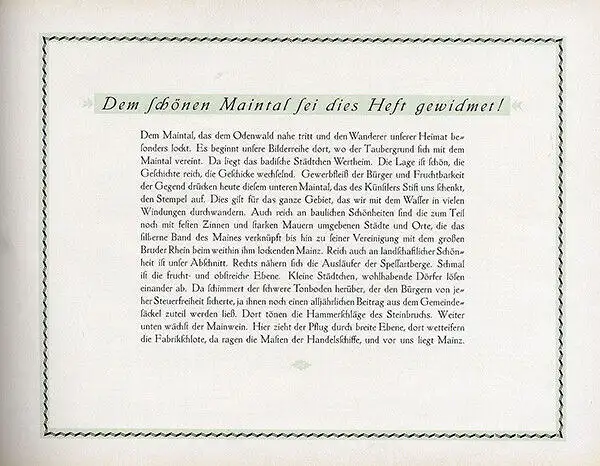 Dem schönen Maintal sei dies Heft gewidmet!
Dem Maintal, das dem Odenwald nahe tritt und den Wanderer unserer Heimat be-
sonders lockt. Es beginnt unsere Bilderreihe dort, wo der Taubergrund sich mit dem
Maintal vereint. Da liegt das badische Städtchen Wertheim. Die Lage ist schön, die
Geschichte reich, die Geschicke wechselnd. Gewerbfleiß der Bürger und Fruchtbarkeit
der Gegend drücken heute diesem unteren Maintal, das des Künstlers Stift uns schenkt,
den Stempel auf. Dies gilt für das ganze Gebiet, das wir mit dem Wasser in vielen
Windungen durchwandern. Auch reich an baulichen Schönheiten sind die zum Teil
noch mit festen Zinnen und starken Mauern umgebenen Städte und Orte, die das
silberne Band des Maines verknüpft bis hin zu seiner Vereinigung mit dem großen
Bruder Rhein beim weithin ihm lockenden Mainz. Reich auch an landschaftlicher Schön-
heit ist unser Abschnitt. Rechts nähern sich die Ausläufer der Spessartberge. Schmal
ist die frucht- und obstreiche Ebene. Kleine Städtchen, wohlhabende Dörfer lösen
einander ab. Da schimmert der schwere Tonboden herüber, der den Bürgern von je-
her Steuerfreiheit sicherte, ja ihnen noch einen alljährlichen Beitrag aus dem Gemeinde-
säckel zuteil werden ließ. Dort tönen die Hammerschläge des Steinbruchs. Weiter
unten wächst der Mainwein. Hier zieht der Pflug durch breite Ebene, dort wetteifern
die Fabrikschlote, da ragen die Masten der Handelsschiffe, und vor uns liegt Mainz.